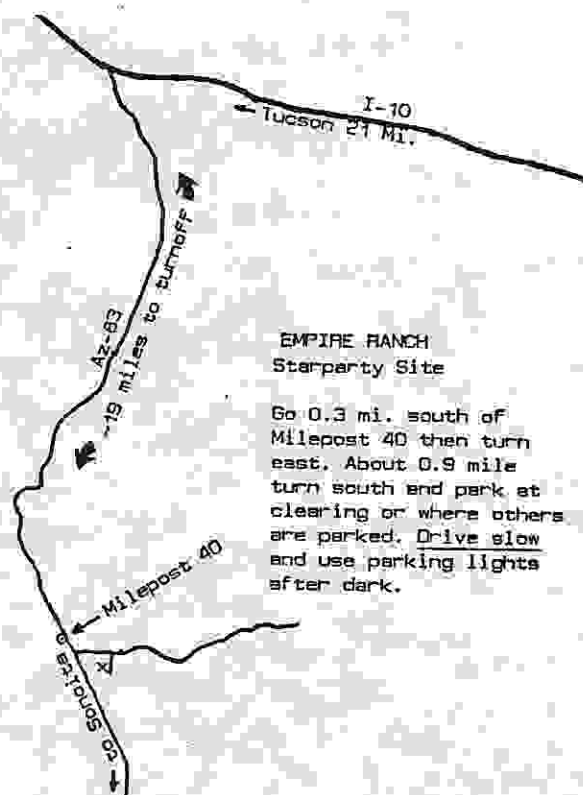 I-10
← Tucson 21 Mi.
Az-83
~19 miles to turnoff
EMPIRE RANCH
Starparty Site
Go 0.3 mi. south of
Milepost 40 then turn
east. About 0.9 mile
turn south and park at
clearing or where others
are parked. Drive slow
and use parking lights
after dark.
Milepost 40
X
to Sonoita